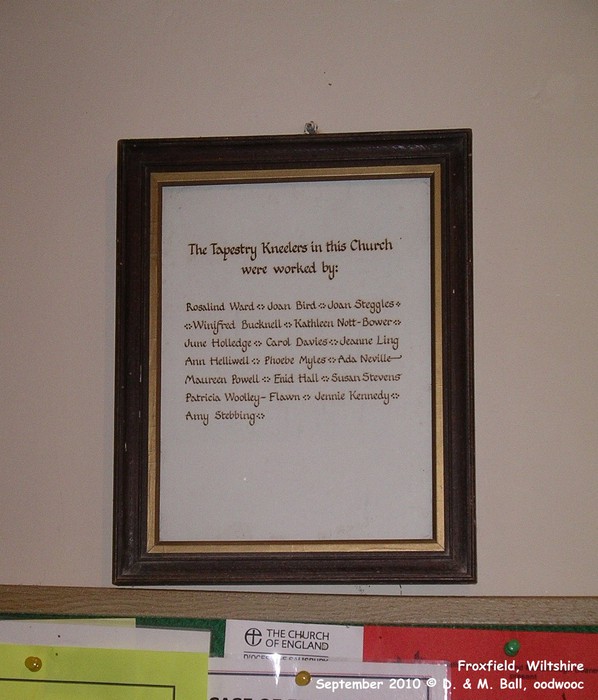 The Tapestry Kneelers in this Church
were worked by:
Rosalind Ward Joan Bird Joan Steggles
Winifred Bucknell Kathleen Nott-Bower
June Holledge Carol Davies Jeanne Ling
Ann Helliwell Phoebe Myles Ada Neville
Maureen Powell Enid Hall Susan Stevens
Patricia Woolley-Flawn Jennie Kennedy
Amy Stebbing
THE CHURCH
OF ENGLAND
Froxfield, Wiltshire
September 2010 © D. & M. Ball, oodwooc